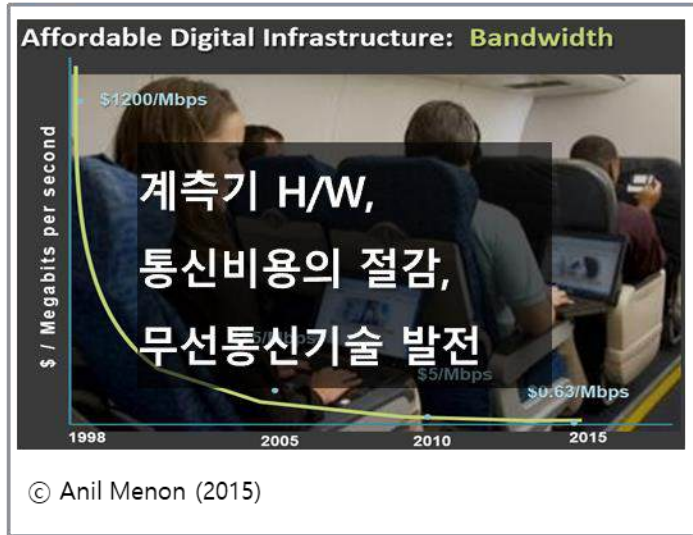 Affordable Digital Infrastructure: Bandwidth
$1200/Mbps
$ / Megabits per second
계측기 H/W,
통신비용의 절감,
무선통신기술 발전
5/Mbps
$5/Mbps
$0.63/Mbps
1998
2005
2010
2015
ⓒ Anil Menon (2015)